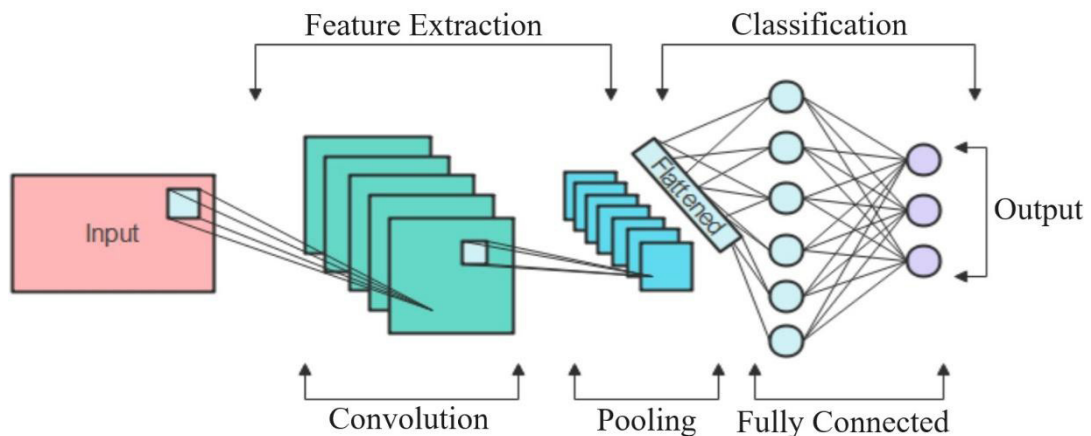 Feature Extraction
Classification
Input
Flattened
Output
Convolution
Pooling
Fully Connected